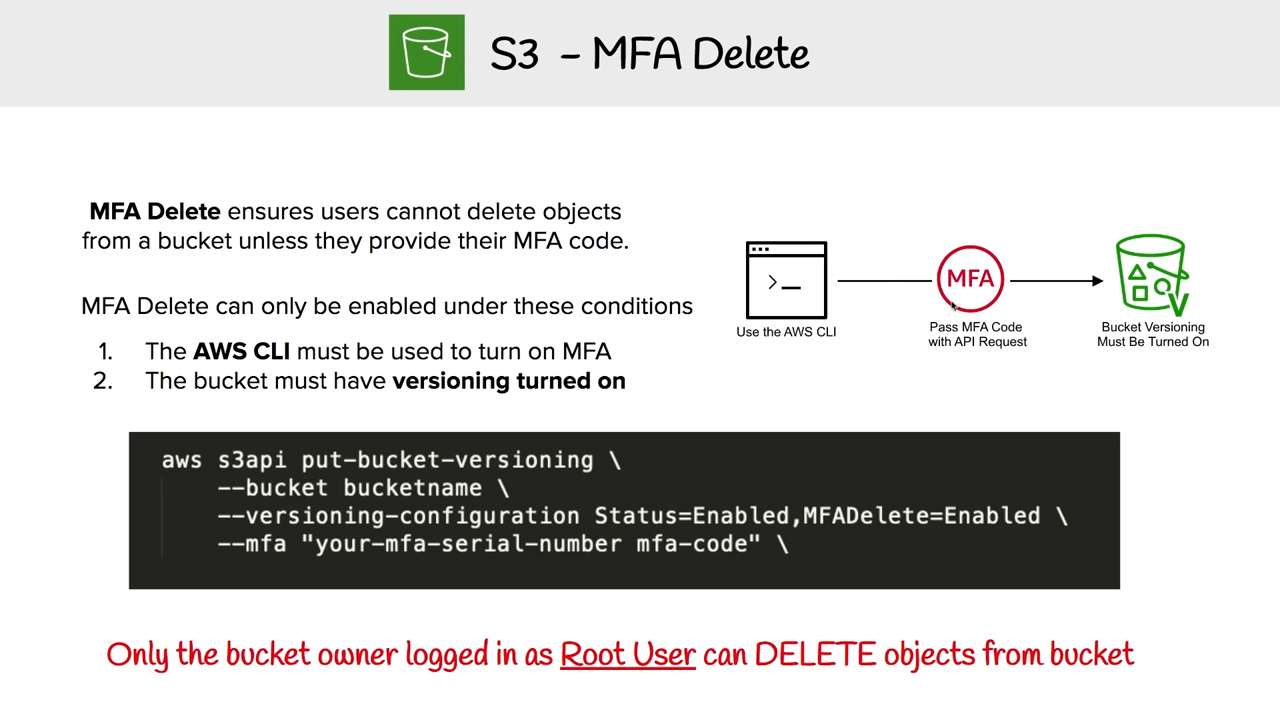 S3 - MFA Delete
MFA Delete ensures users cannot delete objects
from a bucket unless they provide their MFA code.
MFA Delete can only be enabled under these conditions
1. The AWS CLI must be used to turn on MFA
2. The bucket must have versioning turned on
MFA
V
Use the AWS CLI
Pass MFA Code
with API Request
Bucket Versioning
Must Be Turned On
aws s3api put-bucket-versioning \
--bucket bucketname \
--versioning-configuration Status=Enabled,MFADelete=Enabled \
--mfa "your-mfa-serial-number mfa-code" \
Only the bucket owner logged in as Root User can DELETE objects from bucket